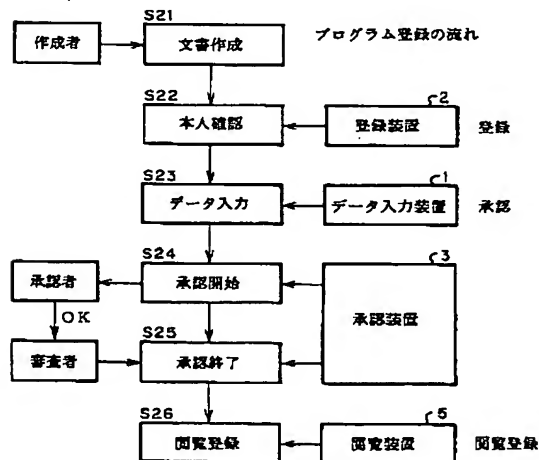 S21
プログラム登録の流れ
作成者
文書作成
S22
2
本人確認
登録装置
登録
S23
1
データ入力
データ入力装置
承認
S24
3
承認者
承認開始
承認装置
OK
S25
審査者
承認終了
S26
5
閲覧登録
閲覧装置
閲覧登録